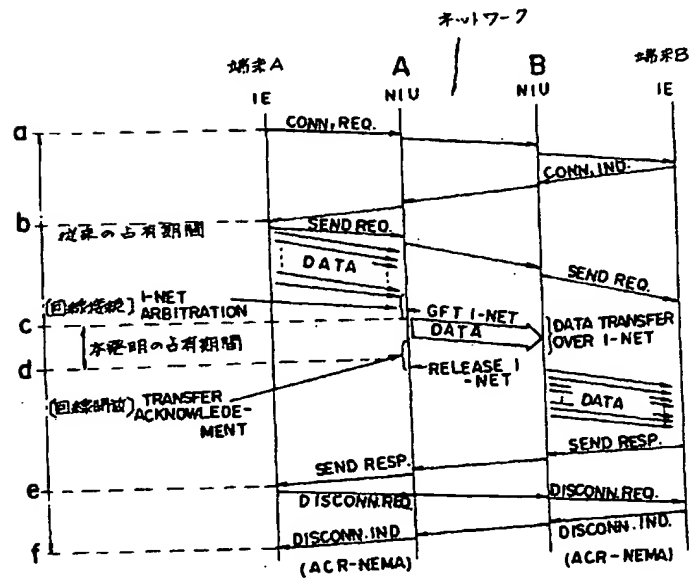 ネットワーク
端末A
A
B
端末B
IE
NIU
NIU
IE
a
CONN. REQ.
CONN. IND.
b
従来の占有期間
SEND REQ.
DATA
SEND REQ.
[回線接続] I-NET
ARBITRATION
GFT I-NET
c
DATA
DATA TRANSFER
OVER I-NET
本発明の占有期間
d
RELEASE I
-NET
[回線開放] TRANSFER
ACKNOWLEDE-
MENT
DATA
SEND RESP.
SEND RESP.
e
DISCONN.REQ.
DISCONN.REQ.
DISCONN.IND.
DISCONN.IND
f
(ACR-NEMA)
(ACR-NEMA)